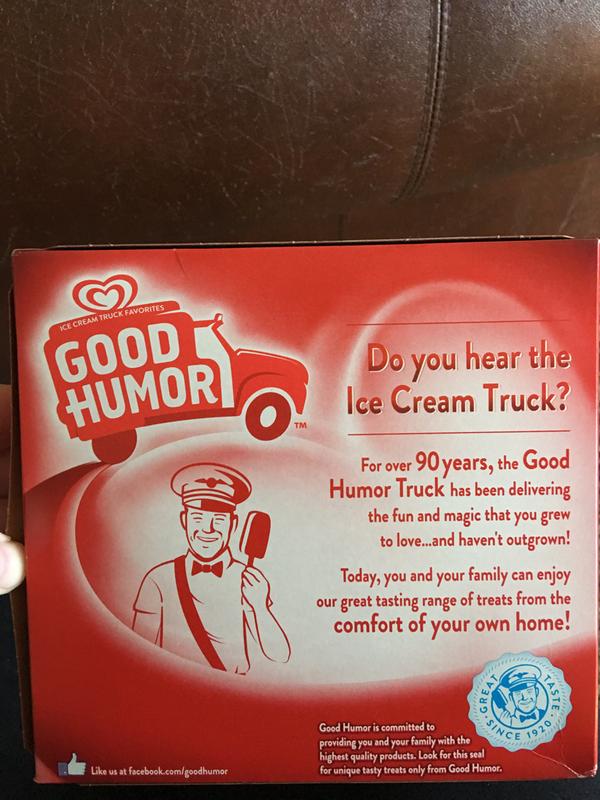 ICE CREAM TRUCK FAVORITES
GOOD
HUMOR
TM
Do you hear the
Ice Cream Truck?
For over 90 years, the Good
Humor Truck has been delivering
the fun and magic that you grew
to love...and haven't outgrown!
Today, you and your family can enjoy
our great tasting range of treats from the
comfort of your own home!
GREAT TASTE
SINCE 1920
Good Humor is committed to
providing you and your family with the
highest quality products. Look for this seal
for unique tasty treats only from Good Humor.
Like us at facebook.com/goodhumor